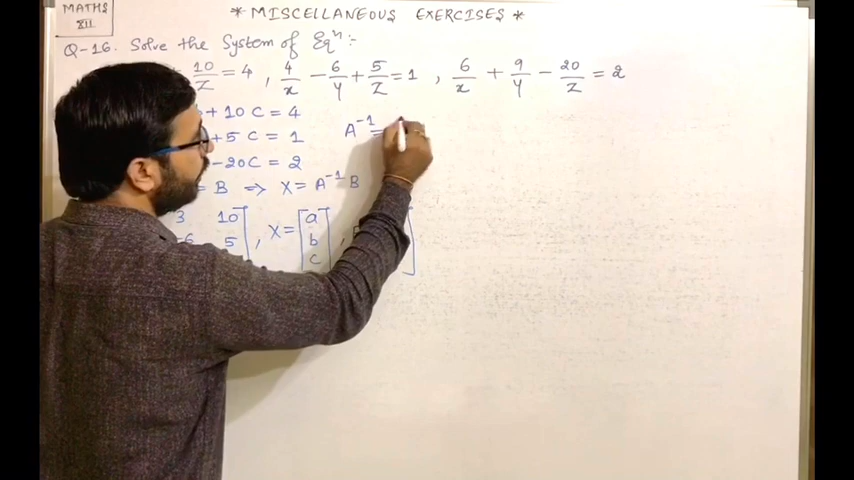 MATHS
XII
* MISCELLANEOUS EXERCISES *
Q-16. Solve the System of Eqⁿ:
10/Z = 4 , 4/x - 6/y + 5/Z = 1 , 6/x + 9/y - 20/Z = 2
+ 10 C = 4
+ 5 C = 1
- 20C = 2
A⁻¹ =
= B => X = A⁻¹ B
3 10
-6 5 , X = [a b c] ,